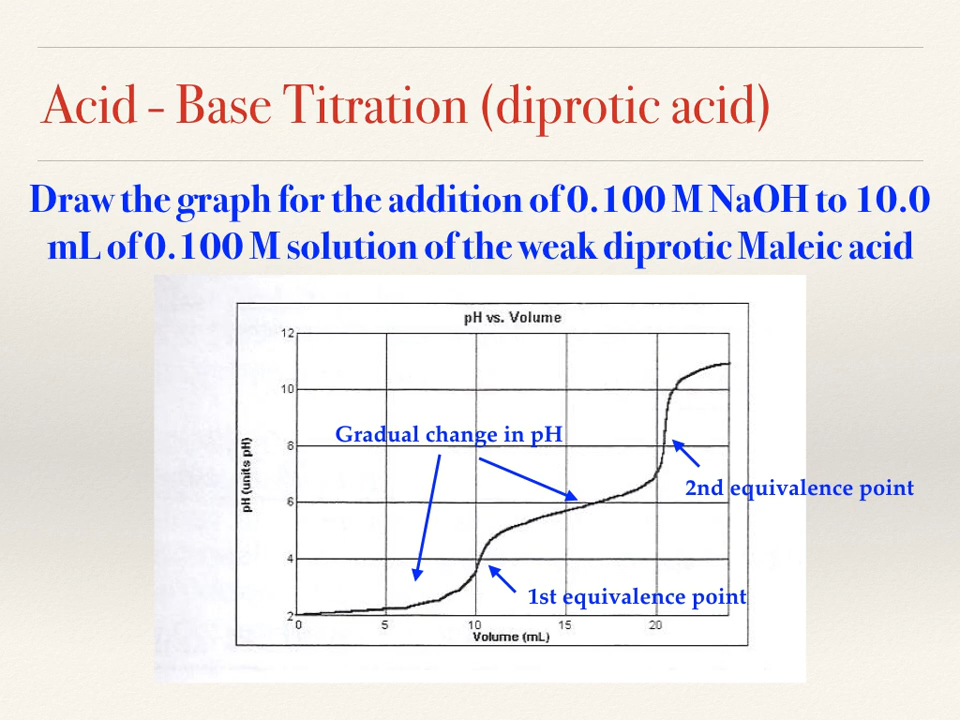 Acid - Base Titration (diprotic acid)
Draw the graph for the addition of 0.100 M NaOH to 10.0
mL of 0.100 M solution of the weak diprotic Maleic acid
pH vs. Volume
12
10
Gradual change in pH
8
pH (units pH)
2nd equivalence point
6
4
1st equivalence point
2
0 5 10 15 20
Volume (mL)